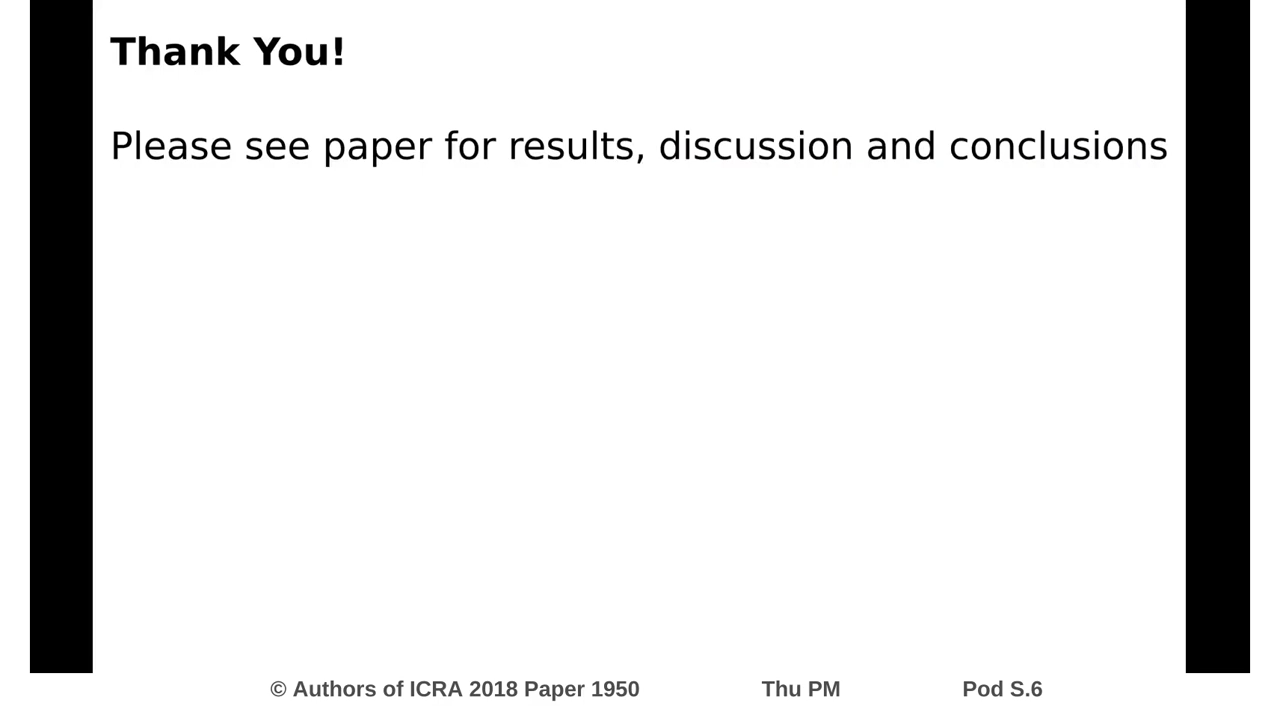 Thank You!
Please see paper for results, discussion and conclusions
© Authors of ICRA 2018 Paper 1950 Thu PM Pod S.6